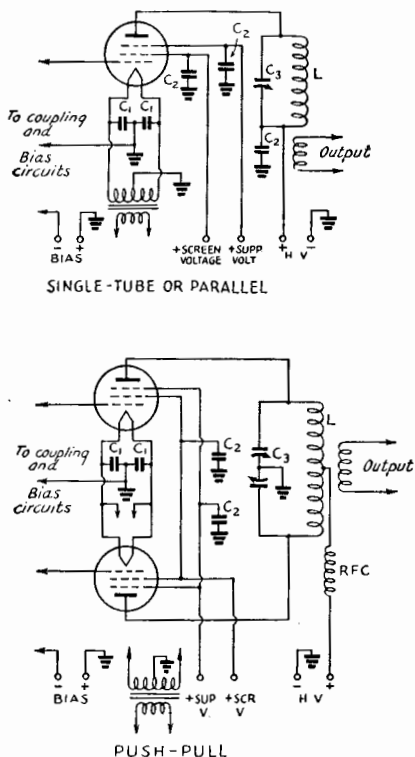 C₂
C₂
C₃
L
C₁ C₁
To coupling
and
Bias
circuits
C₂
Output
- +
BIAS
+SCREEN
VOLTAGE
+SUPP
VOLT
+ -
H V
SINGLE-TUBE OR PARALLEL
L
C₁ C₁
C₂
C₃
To coupling
and
Bias
circuits
Output
C₂
RFC
- +
BIAS
+SUP
V.
+SCR
V
- +
H V
PUSH-PULL